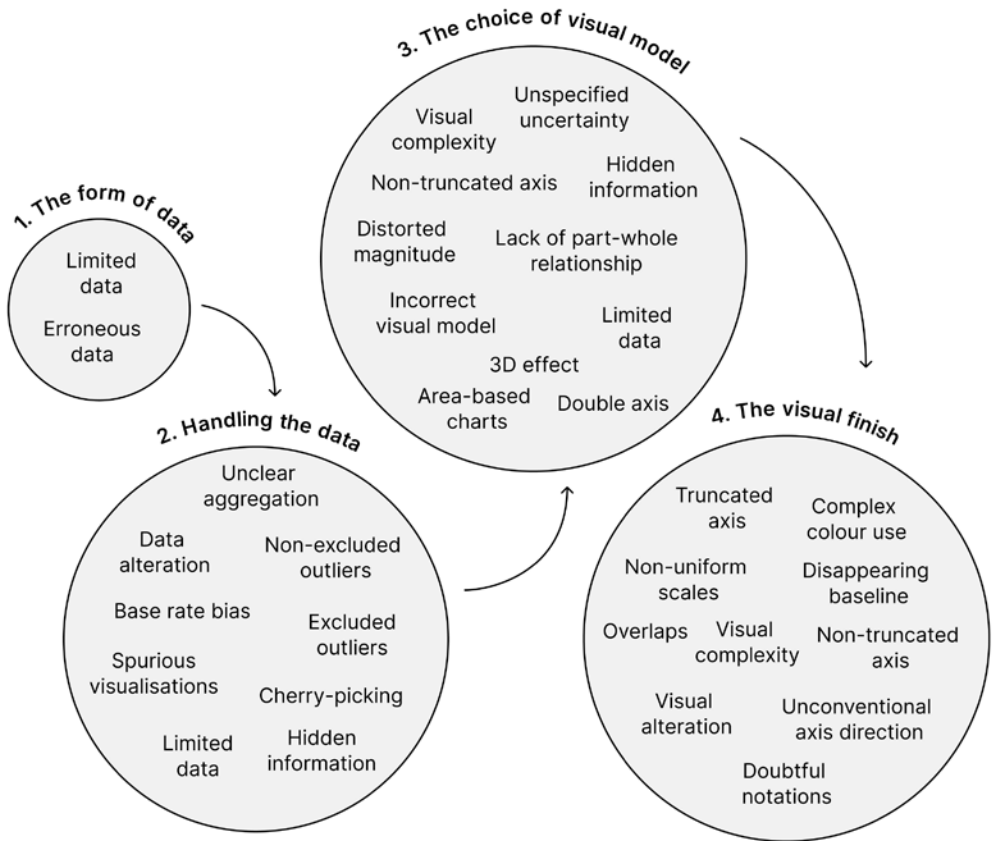 1. The form of data
Limited
data
Erroneous
data
2. Handling the data
Unclear
aggregation
Data
alteration
Non-excluded
outliers
Base rate bias
Excluded
outliers
Spurious
visualisations
Cherry-picking
Limited
data
Hidden
information
3. The choice of visual model
Visual
complexity
Unspecified
uncertainty
Non-truncated axis
Hidden
information
Distorted
magnitude
Lack of part-whole
relationship
Incorrect
visual model
Limited
data
3D effect
Area-based
charts
Double axis
4. The visual finish
Truncated
axis
Complex
colour use
Non-uniform
scales
Disappearing
baseline
Overlaps
Visual
complexity
Non-truncated
axis
Visual
alteration
Unconventional
axis direction
Doubtful
notations